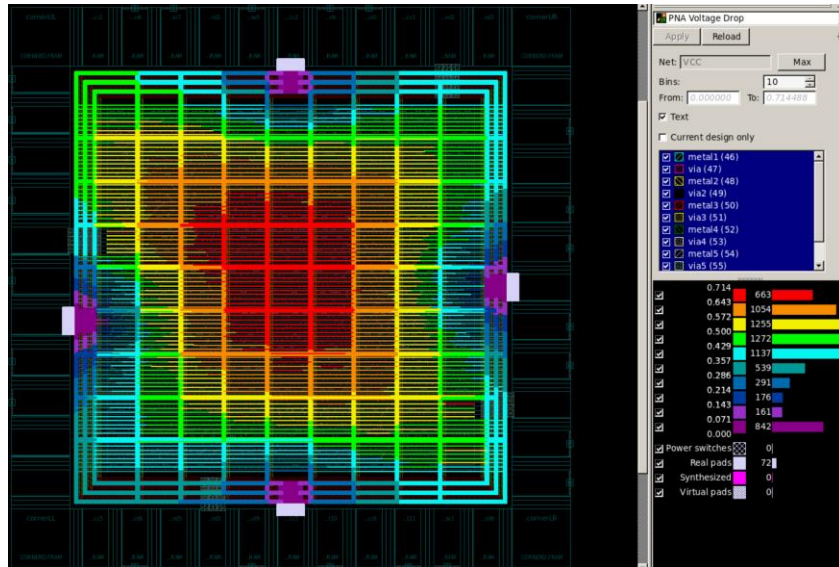 PNA Voltage Drop
Apply Reload
Net: VCC Max
Bins: 10
From: 0.000000 To: 0.714488
Text
Current design only
metal1 (46)
via (47)
metal2 (48)
via2 (49)
metal3 (50)
via3 (51)
metal4 (52)
via4 (53)
metal5 (54)
via5 (55)
0.714
663
0.643
1054
0.572
1255
0.500
1272
0.429
1137
0.357
539
0.286
291
0.214
176
0.143
161
0.071
842
0.000
Power switches 0
Real pads 72
Synthesized 0
Virtual pads 0
cornerUL
cornerUR
cornerLL
cornerLR